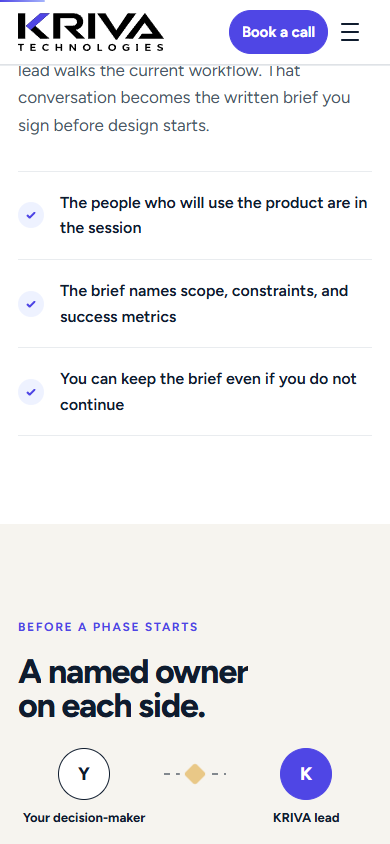 KRIVA
TECHNOLOGIES
Book a call
lead walks the current workflow. That
conversation becomes the written brief you
sign before design starts.
The people who will use the product are in
the session
The brief names scope, constraints, and
success metrics
You can keep the brief even if you do not
continue
BEFORE A PHASE STARTS
A named owner
on each side.
Y
K
Your decision-maker
KRIVA lead